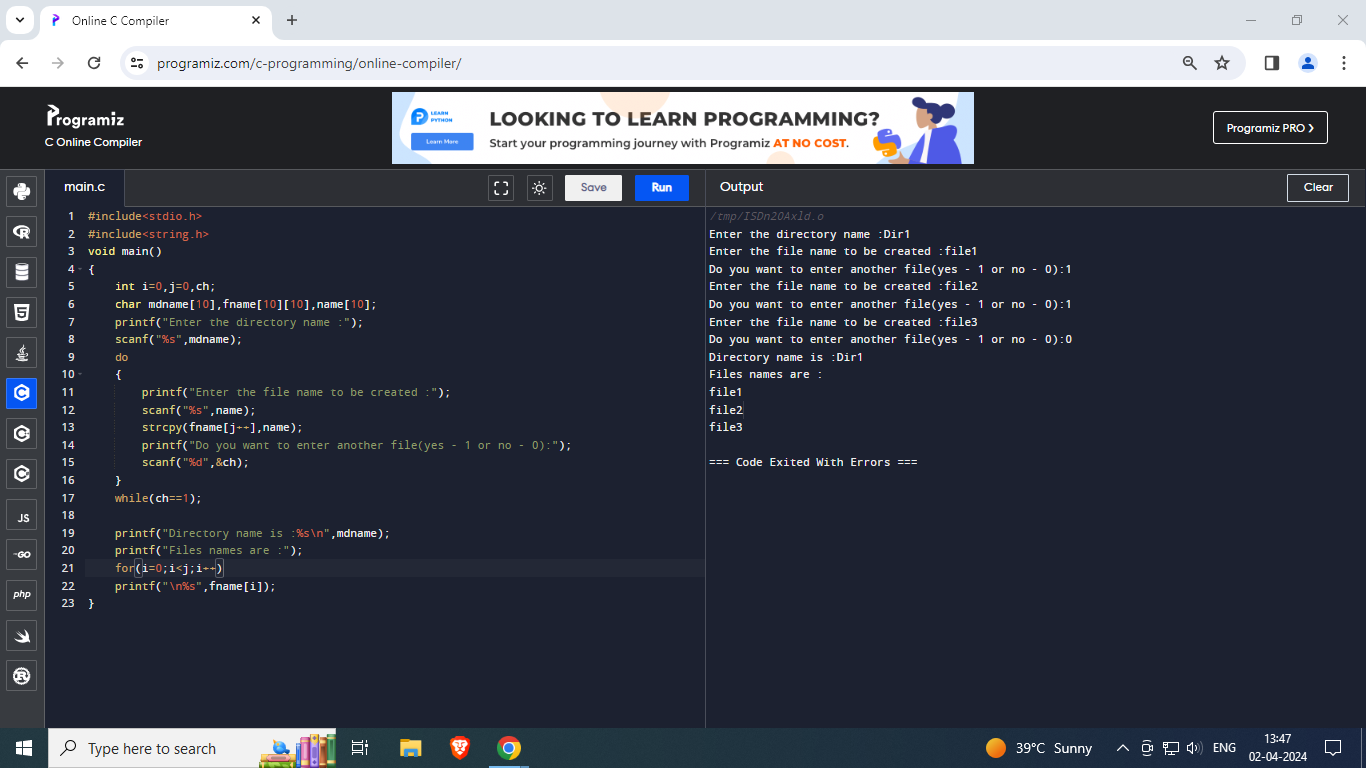 Online C Compiler
programiz.com/c-programming/online-compiler/
Programiz
C Online Compiler
LEARN
PYTHON
Learn More
LOOKING TO LEARN PROGRAMMING?
Start your programming journey with Programiz AT NO COST.
Programiz PRO
main.c
Save
Run
Output
Clear
1 #include<stdio.h>
2 #include<string.h>
3 void main()
4 {
5 int i=0,j=0,ch;
6 char mdname[10],fname[10][10],name[10];
7 printf("Enter the directory name :");
8 scanf("%s",mdname);
9 do
10 {
11 printf("Enter the file name to be created :");
12 scanf("%s",name);
13 strcpy(fname[j++],name);
14 printf("Do you want to enter another file(yes - 1 or no - 0):");
15 scanf("%d",&ch);
16 }
17 while(ch==1);
18
19 printf("Directory name is :%s\n",mdname);
20 printf("Files names are :");
21 for(i=0;i<j;i++)
22 printf("\n%s",fname[i]);
23 }
/tmp/ISDn2OAxld.o
Enter the directory name :Dir1
Enter the file name to be created :file1
Do you want to enter another file(yes - 1 or no - 0):1
Enter the file name to be created :file2
Do you want to enter another file(yes - 1 or no - 0):1
Enter the file name to be created :file3
Do you want to enter another file(yes - 1 or no - 0):0
Directory name is :Dir1
Files names are :
file1
file2
file3
=== Code Exited With Errors ===
R
5
C
C
C
JS
GO
php
Type here to search
39°C Sunny
ENG
13:47
02-04-2024